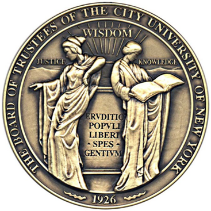 THE BOARD OF TRUSTEES OF THE CITY UNIVERSITY OF NEW YORK
WISDOM
JUSTICE
KNOWLEDGE
ERVDITIO
POPVLI
LIBERI
- SPES -
GENTIVM
1926